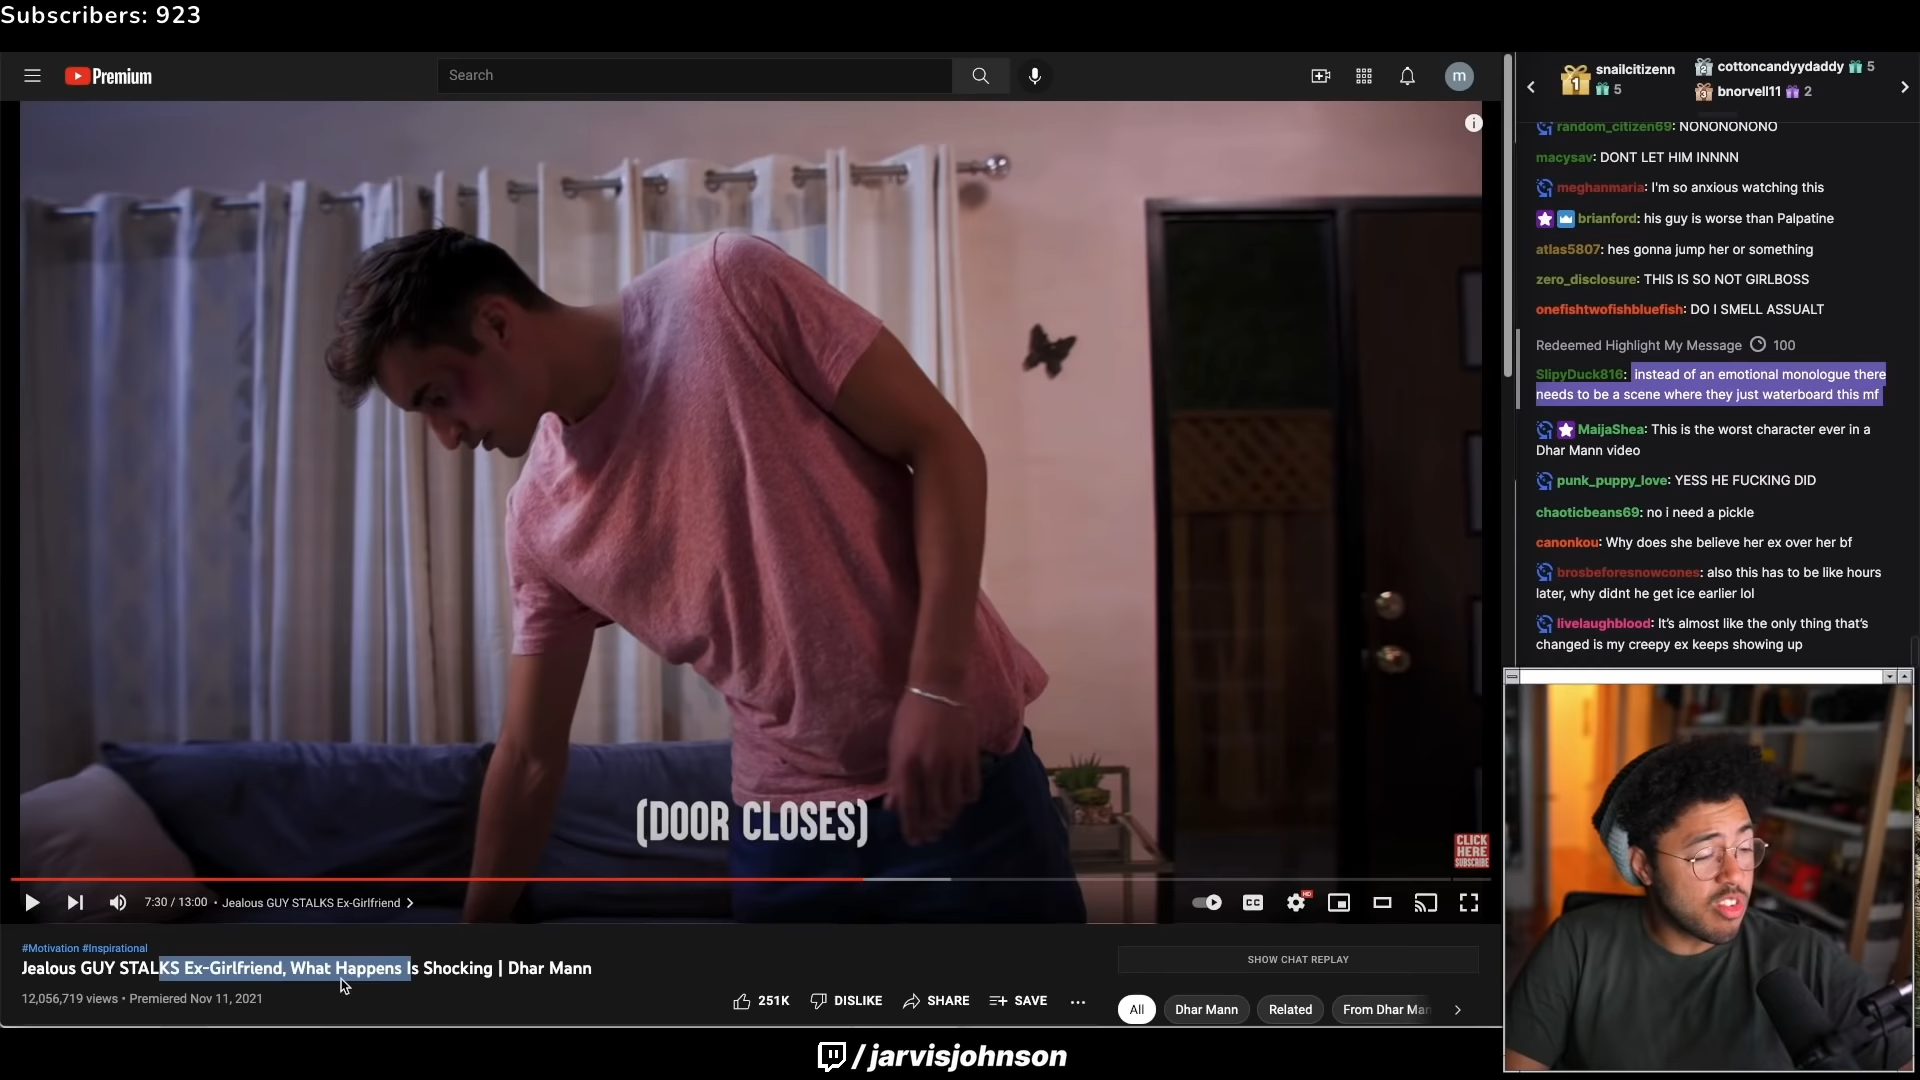 Subscribers: 923
Premium
Search
m
snailcitizenn
5
cottoncandyydaddy 5
bnorvell11 2
random_citizen69: NONONONONO
macysav: DONT LET HIM INNNN
meghanmaria: I'm so anxious watching this
brianford: his guy is worse than Palpatine
atlas5807: hes gonna jump her or something
zero_disclosure: THIS IS SO NOT GIRLBOSS
onefishtwofishbluefish: DO I SMELL ASSUALT
Redeemed Highlight My Message 100
SlipyDuck816: instead of an emotional monologue there
needs to be a scene where they just waterboard this mf
MaijaShea: This is the worst character ever in a
Dhar Mann video
punk_puppy_love: YESS HE FUCKING DID
chaoticbeans69: no i need a pickle
canonkou: Why does she believe her ex over her bf
brosbeforesnowcones: also this has to be like hours
later, why didnt he get ice earlier lol
livelaughblood: It's almost like the only thing that's
changed is my creepy ex keeps showing up
(DOOR CLOSES)
CLICK
HERE
SUBSCRIBE
7:30 / 13:00 • Jealous GUY STALKS Ex-Girlfriend
CC
HD
#Motivation #Inspirational
Jealous GUY STALKS Ex-Girlfriend, What Happens Is Shocking | Dhar Mann
12,056,719 views • Premiered Nov 11, 2021
251K DISLIKE SHARE SAVE
SHOW CHAT REPLAY
All Dhar Mann Related From Dhar Man
/jarvisjohnson